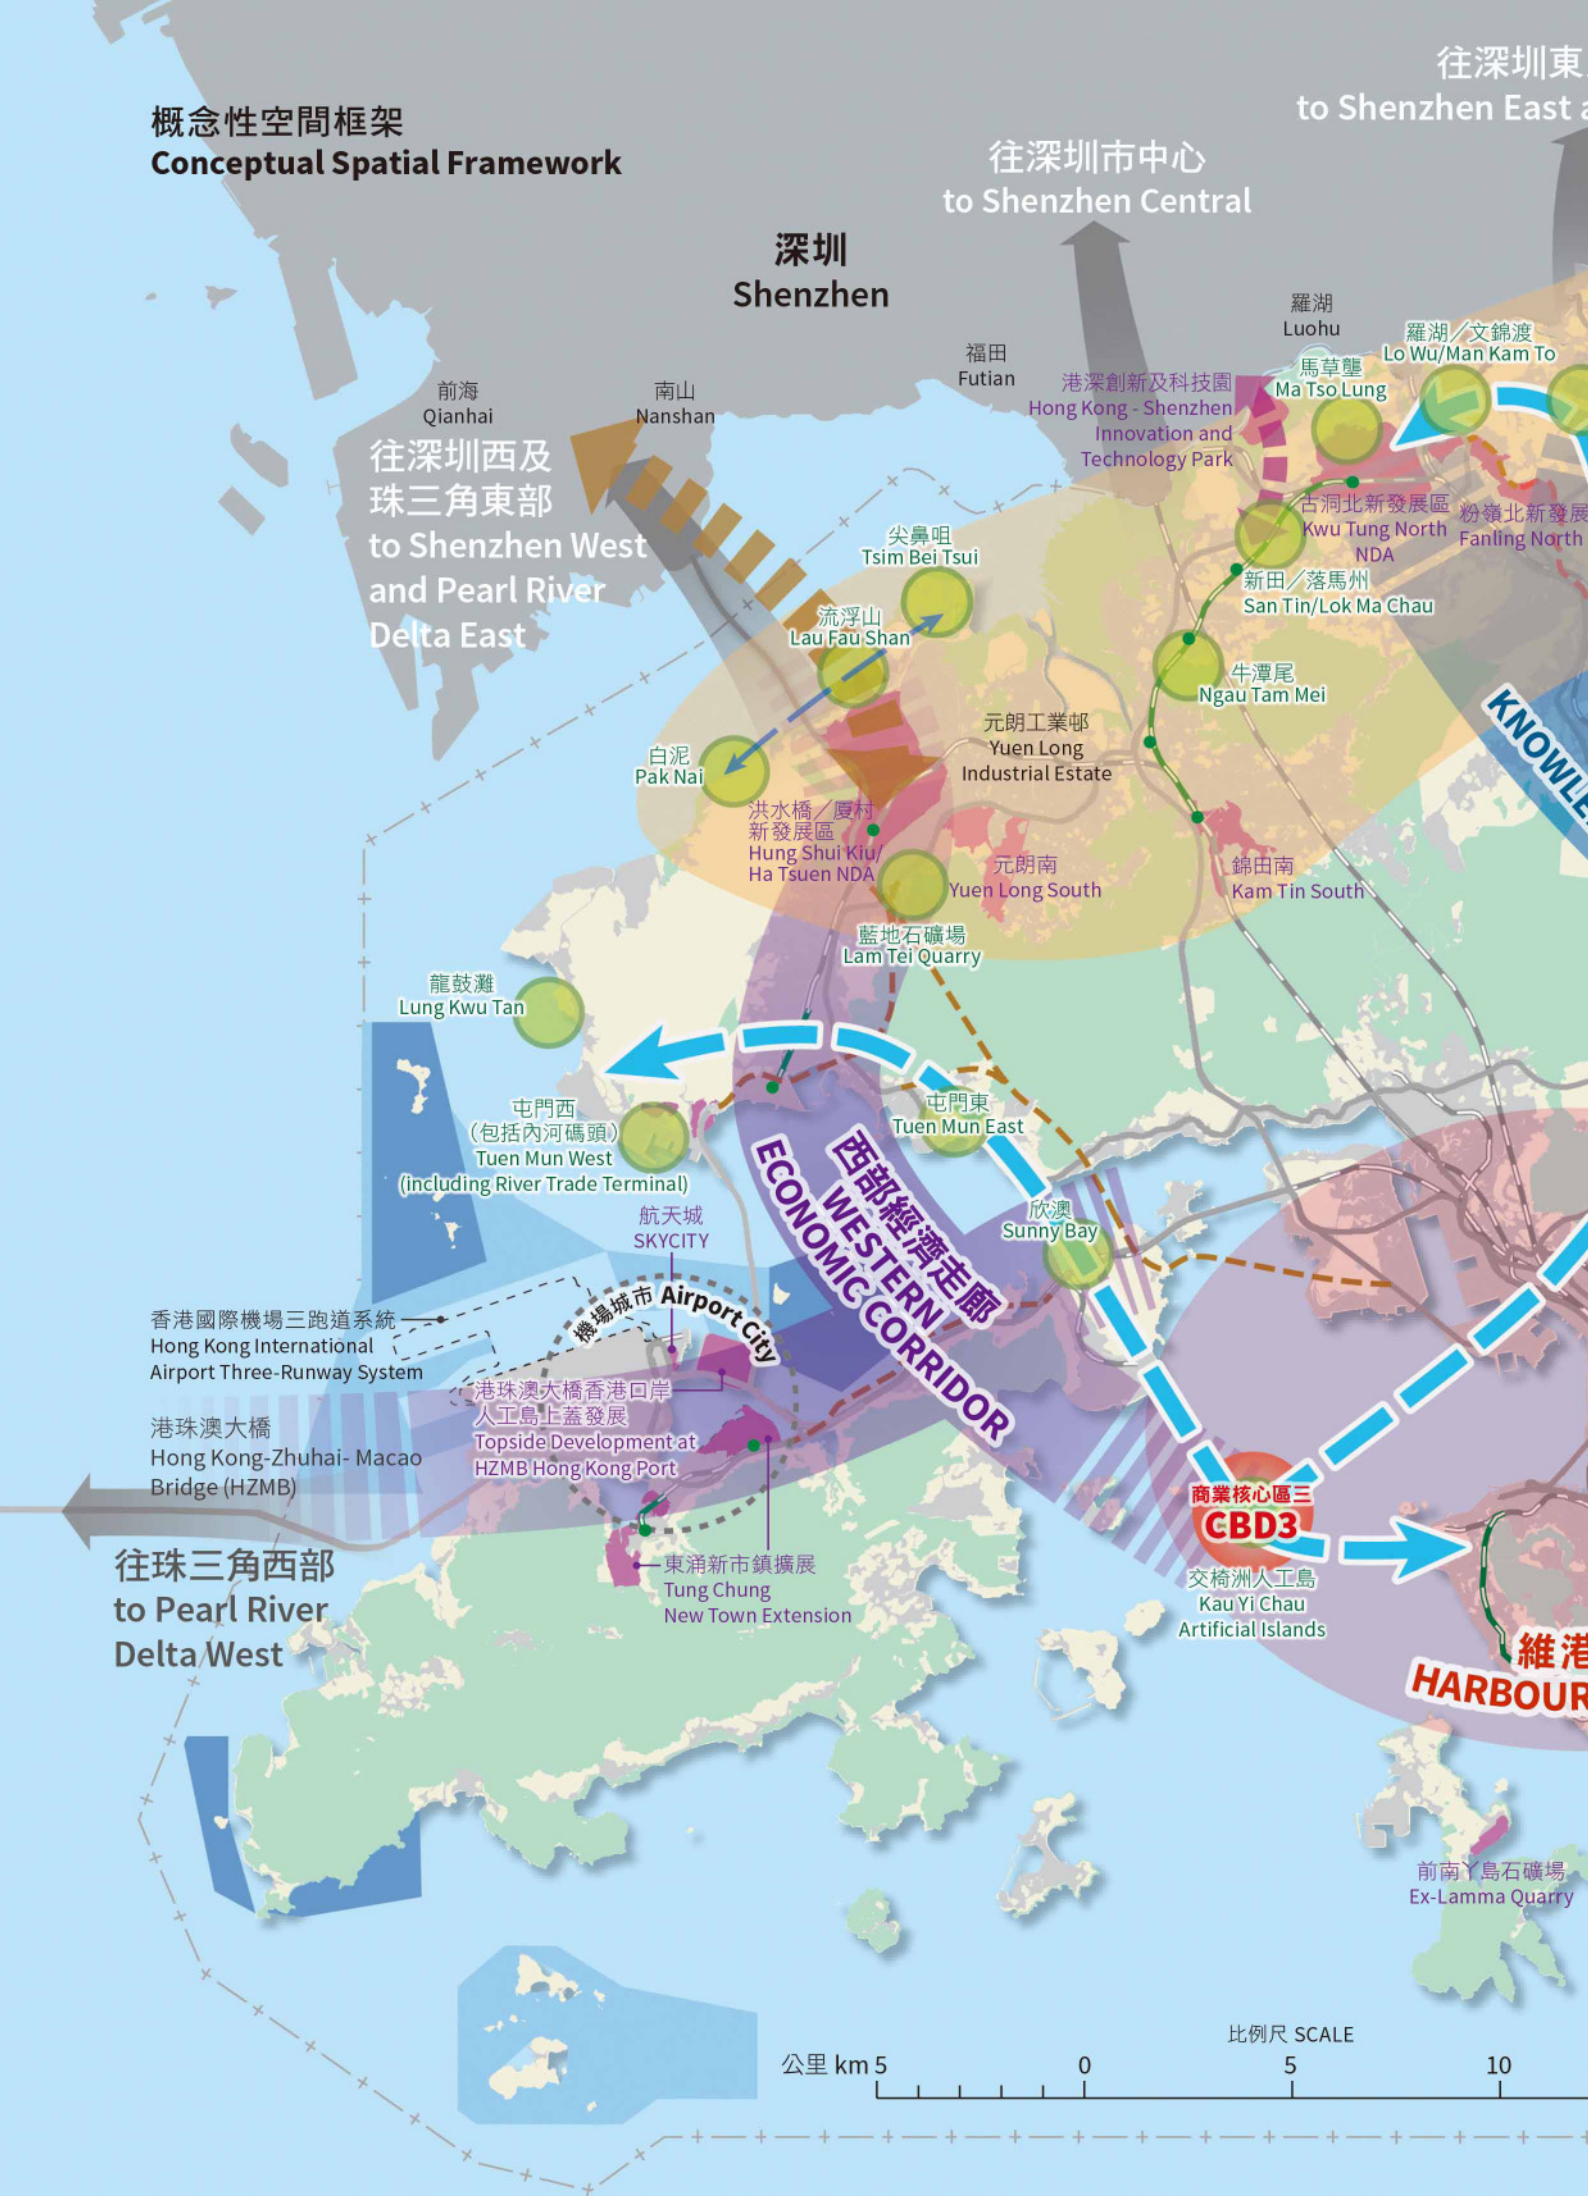 往深圳東
to Shenzhen East a
概念性空間框架
Conceptual Spatial Framework
往深圳市中心
to Shenzhen Central
深圳
Shenzhen
羅湖
Luohu
羅湖／文錦渡
Lo Wu/Man Kam To
福田
Futian
馬草壟
Ma Tso Lung
港深創新及科技園
Hong Kong - Shenzhen
Innovation and
Technology Park
前海
Qianhai
南山
Nanshan
往深圳西及
珠三角東部
to Shenzhen West
and Pearl River
Delta East
古洞北新發展區
Kwu Tung North
NDA
粉嶺北新發展
Fanling North
尖鼻咀
Tsim Bei Tsui
新田／落馬州
San Tin/Lok Ma Chau
流浮山
Lau Fau Shan
牛潭尾
Ngau Tam Mei
元朗工業邨
Yuen Long
Industrial Estate
KNOWLE
白泥
Pak Nai
洪水橋／厦村
新發展區
Hung Shui Kiu/
Ha Tsuen NDA
元朗南
Yuen Long South
錦田南
Kam Tin South
藍地石礦場
Lam Tei Quarry
龍鼓灘
Lung Kwu Tan
屯門西
（包括內河碼頭）
Tuen Mun West
(including River Trade Terminal)
屯門東
Tuen Mun East
西部經濟走廊
WESTERN
ECONOMIC CORRIDOR
欣澳
Sunny Bay
航天城
SKYCITY
機場城市 Airport City
香港國際機場三跑道系統
Hong Kong International
Airport Three-Runway System
港珠澳大橋香港口岸
人工島上蓋發展
Topside Development at
HZMB Hong Kong Port
港珠澳大橋
Hong Kong-Zhuhai- Macao
Bridge (HZMB)
商業核心區三
CBD3
交椅洲人工島
Kau Yi Chau
Artificial Islands
往珠三角西部
to Pearl River
Delta West
東涌新市鎮擴展
Tung Chung
New Town Extension
維港
HARBOUR
前南丫島石礦場
Ex-Lamma Quarry
比例尺 SCALE
公里 km 5 0 5 10